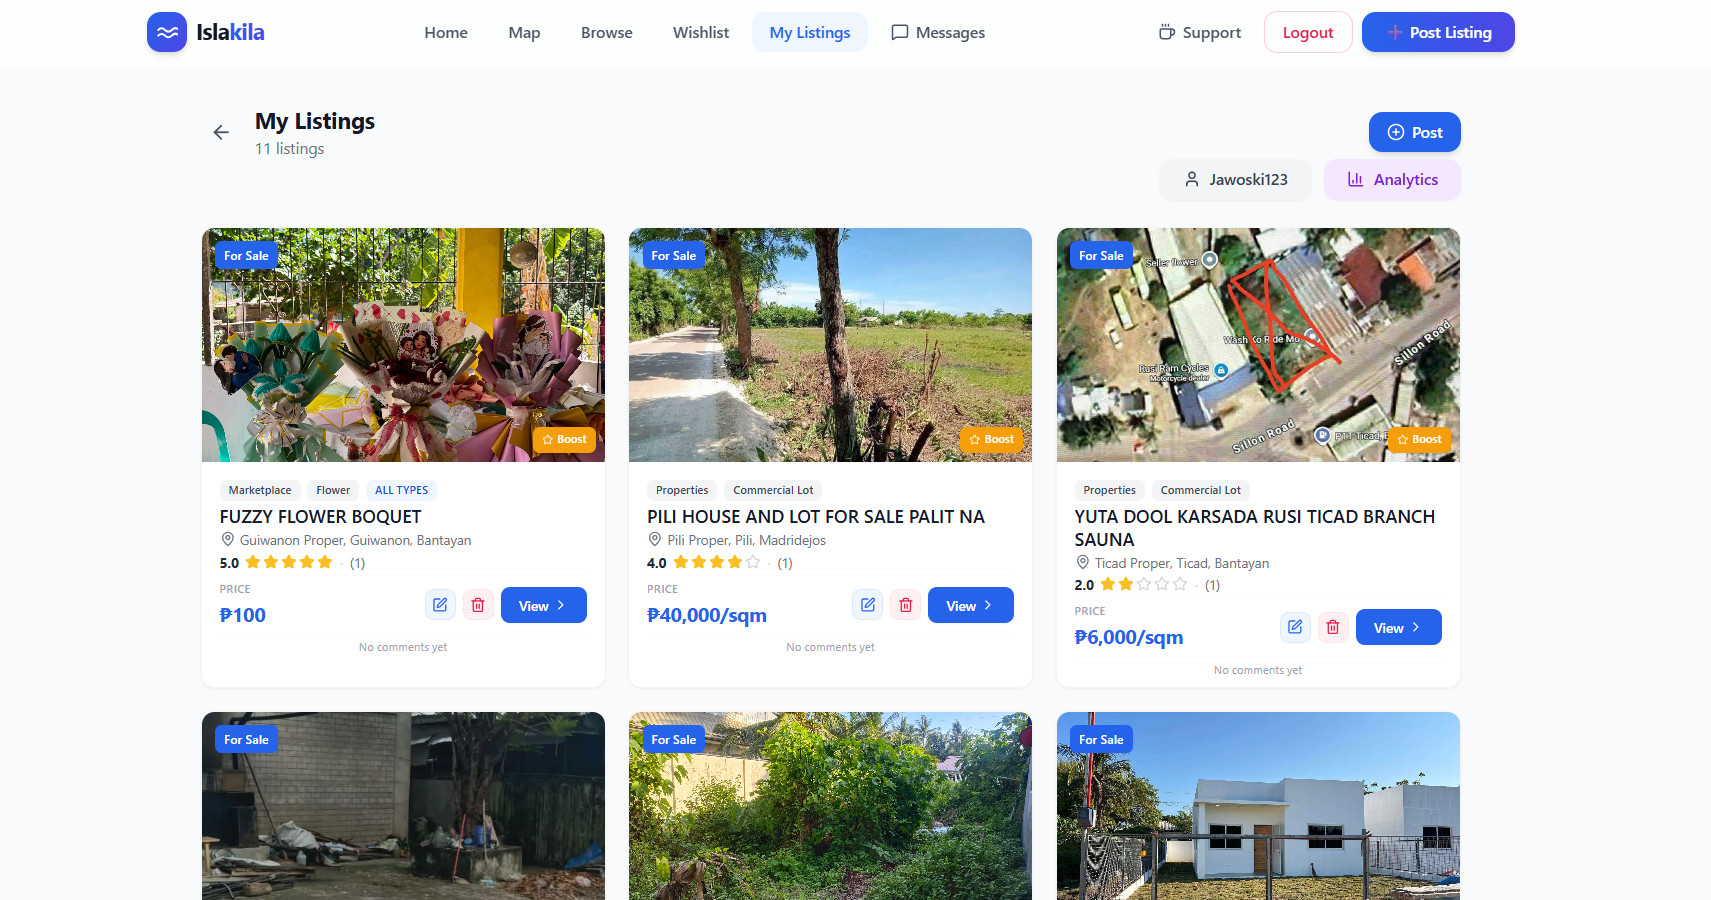 Islakila
Home
Map
Browse
Wishlist
My Listings
Messages
Support
Logout
Post Listing
My Listings
11 listings
Post
Jawoski123
Analytics
For Sale
Boost
For Sale
Boost
For Sale
Seller flower
Wash Ko Ride Mo
Rusi Ram Cycles
Motorcycle dealer
Sillon Road
Sillon Road
PTT Ticad,
Boost
Marketplace
Flower
ALL TYPES
FUZZY FLOWER BOQUET
Guiwanon Proper, Guiwanon, Bantayan
5.0 · (1)
PRICE
₱100
View
No comments yet
Properties
Commercial Lot
PILI HOUSE AND LOT FOR SALE PALIT NA
Pili Proper, Pili, Madridejos
4.0 · (1)
PRICE
₱40,000/sqm
View
No comments yet
Properties
Commercial Lot
YUTA DOOL KARSADA RUSI TICAD BRANCH
SAUNA
Ticad Proper, Ticad, Bantayan
2.0 · (1)
PRICE
₱6,000/sqm
View
No comments yet
For Sale
For Sale
For Sale